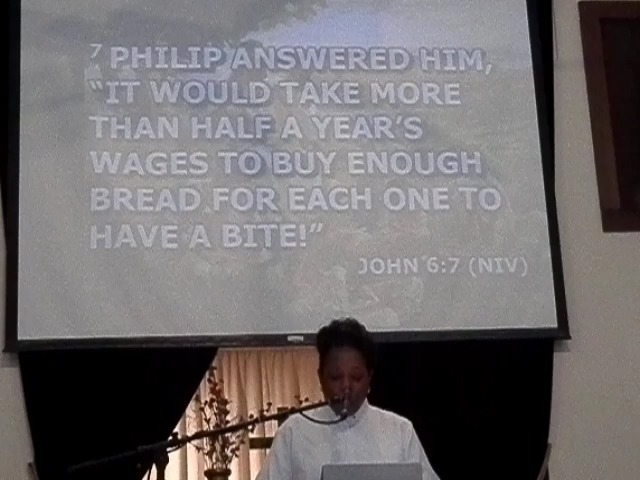 7 PHILIP ANSWERED HIM,
“IT WOULD TAKE MORE
THAN HALF A YEAR’S
WAGES TO BUY ENOUGH
BREAD FOR EACH ONE TO
HAVE A BITE!”
JOHN 6:7 (NIV)